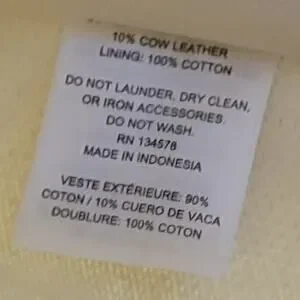 10% COW LEATHER
LINING: 100% COTTON
DO NOT LAUNDER, DRY CLEAN,
OR IRON ACCESSORIES.
DO NOT WASH.
RN 134578
MADE IN INDONESIA
VESTE EXTÉRIEURE: 90%
COTON / 10% CUERO DE VACA
DOUBLURE: 100% COTON